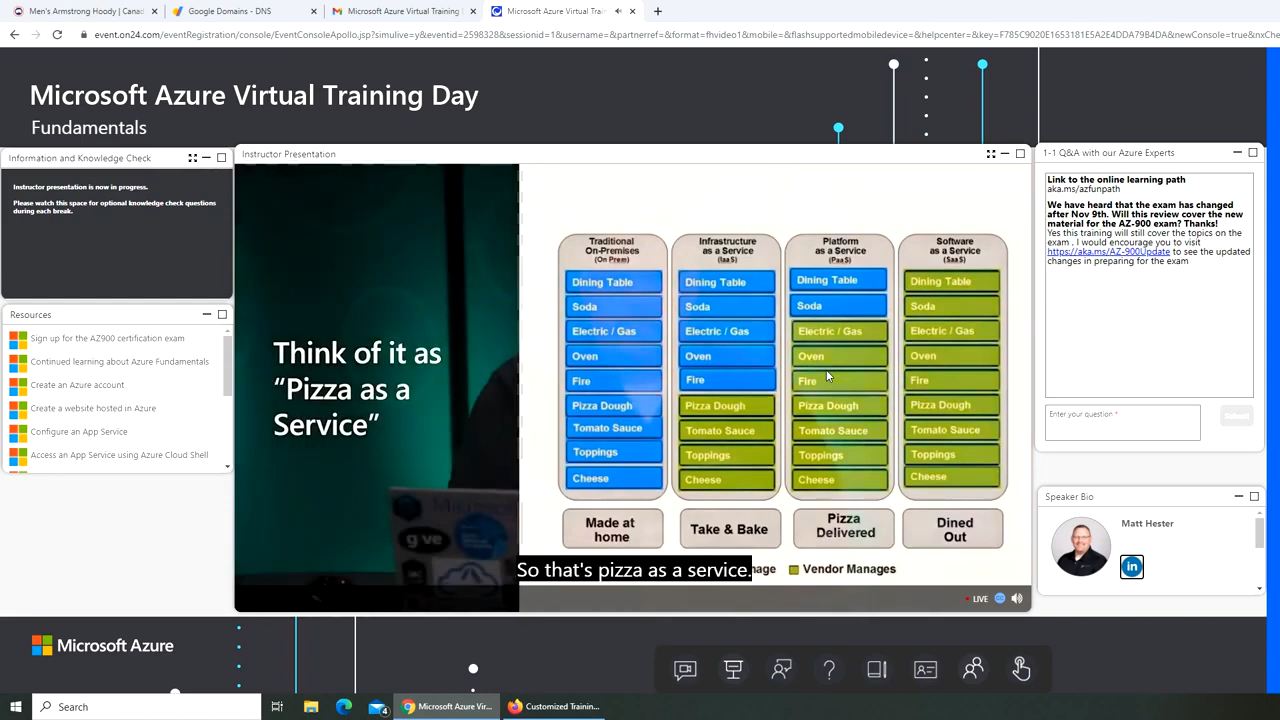 Men's Armstrong Hoody | Canad
Google Domains - DNS
Microsoft Azure Virtual Training D
Microsoft Azure Virtual Train
event.on24.com/eventRegistration/console/EventConsoleApollo.jsp?simulive=y&eventid=2598328&sessionid=1&username=&partnerref=&format=fhvideo1&mobile=&flashsupportedmobiledevice=&helpcenter=&key=F785C9020E1653181E5A2E4DDA79B4DA&newConsole=true&nxChe
Microsoft Azure Virtual Training Day
Fundamentals
Information and Knowledge Check
Instructor presentation is now in progress.
Please watch this space for optional knowledge check questions
during each break.
Resources
Sign up for the AZ900 certification exam
Continued learning about Azure Fundamentals
Create an Azure account
Create a website hosted in Azure
Configure an App Service
Access an App Service using Azure Cloud Shell
Instructor Presentation
Think of it as
“Pizza as a
Service”
Traditional
On-Premises
(On Prem)
Dining Table
Soda
Electric / Gas
Oven
Fire
Pizza Dough
Tomato Sauce
Toppings
Cheese
Made at
home
Infrastructure
as a Service
(IaaS)
Dining Table
Soda
Electric / Gas
Oven
Fire
Pizza Dough
Tomato Sauce
Toppings
Cheese
Take & Bake
Platform
as a Service
(PaaS)
Dining Table
Soda
Electric / Gas
Oven
Fire
Pizza Dough
Tomato Sauce
Toppings
Cheese
Pizza
Delivered
Software
as a Service
(SaaS)
Dining Table
Soda
Electric / Gas
Oven
Fire
Pizza Dough
Tomato Sauce
Toppings
Cheese
Dined
Out
So that's pizza as a service.
nage
Vendor Manages
LIVE
CC
1-1 Q&A with our Azure Experts
Link to the online learning path
aka.ms/azfunpath
We have heard that the exam has changed
after Nov 9th. Will this review cover the new
material for the AZ-900 exam? Thanks!
Yes this training will still cover the topics on the
exam , I would encourage you to visit
https://aka.ms/AZ-900Update to see the updated
changes in preparing for the exam
Enter your question *
Submit
Speaker Bio
Matt Hester
in
Microsoft Azure
Search
4
Microsoft Azure Vir...
Customized Trainin...